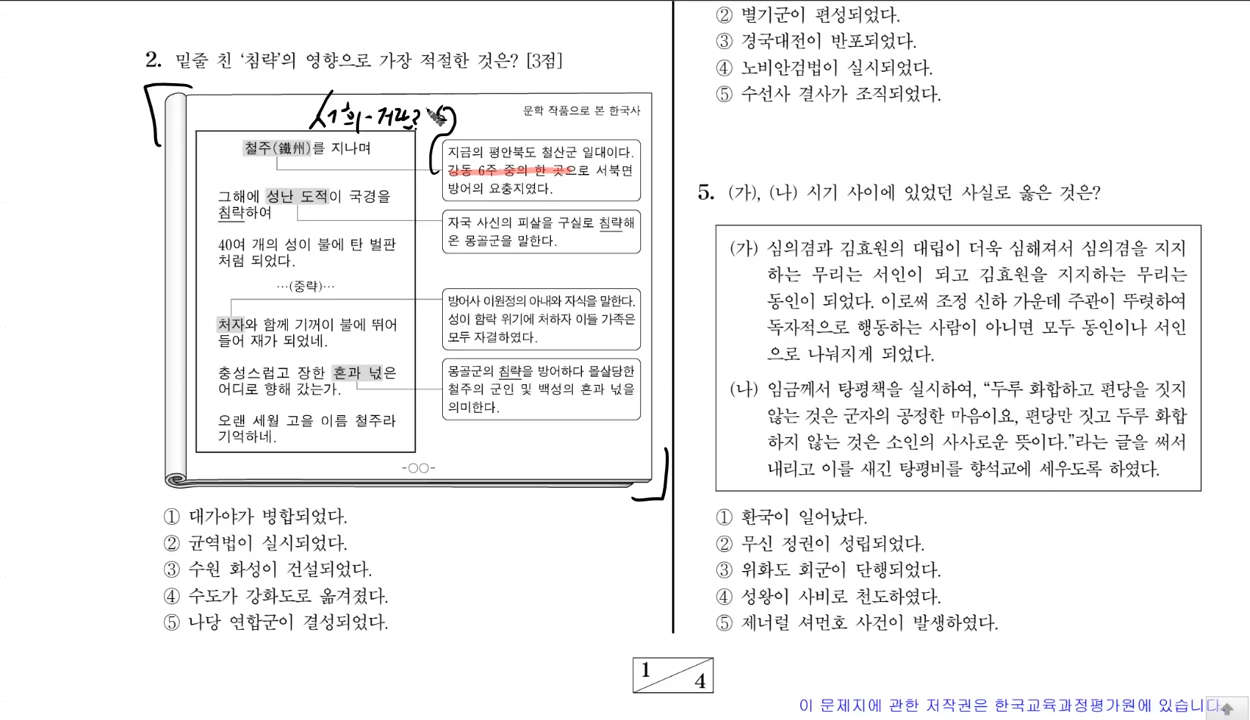 2. 밑줄 친 ‘침략’의 영향으로 가장 적절한 것은? [3점]
서희-거란?
문학 작품으로 본 한국사
철주(鐵州)를 지나며
그해에 성난 도적이 국경을
침략하여
40여 개의 성이 불에 탄 벌판
처럼 되었다.
…(중략)…
처자와 함께 기꺼이 불에 뛰어
들어 재가 되었네.
충성스럽고 장한 혼과 넋은
어디로 향해 갔는가.
오랜 세월 고을 이름 철주라
기억하네.
지금의 평안북도 철산군 일대이다.
강동 6주 중의 한 곳으로 서북면
방어의 요충지였다.
자국 사신의 피살을 구실로 침략해
온 몽골군을 말한다.
방어사 이원정의 아내와 자식을 말한다.
성이 함락 위기에 처하자 이들 가족은
모두 자결하였다.
몽골군의 침략을 방어하다 몰살당한
철주의 군인 및 백성의 혼과 넋을
의미한다.
-○○-
① 대가야가 병합되었다.
② 균역법이 실시되었다.
③ 수원 화성이 건설되었다.
④ 수도가 강화도로 옮겨졌다.
⑤ 나당 연합군이 결성되었다.
② 별기군이 편성되었다.
③ 경국대전이 반포되었다.
④ 노비안검법이 실시되었다.
⑤ 수선사 결사가 조직되었다.
5. (가), (나) 시기 사이에 있었던 사실로 옳은 것은?
(가) 심의겸과 김효원의 대립이 더욱 심해져서 심의겸을 지지
하는 무리는 서인이 되고 김효원을 지지하는 무리는
동인이 되었다. 이로써 조정 신하 가운데 주관이 뚜렷하여
독자적으로 행동하는 사람이 아니면 모두 동인이나 서인
으로 나눠지게 되었다.
(나) 임금께서 탕평책을 실시하여, “두루 화합하고 편당을 짓지
않는 것은 군자의 공정한 마음이요, 편당만 짓고 두루 화합
하지 않는 것은 소인의 사사로운 뜻이다.”라는 글을 써서
내리고 이를 새긴 탕평비를 향석교에 세우도록 하였다.
① 환국이 일어났다.
② 무신 정권이 성립되었다.
③ 위화도 회군이 단행되었다.
④ 성왕이 사비로 천도하였다.
⑤ 제너럴 셔먼호 사건이 발생하였다.
1
4
이 문제지에 관한 저작권은 한국교육과정평가원에 있습니다.